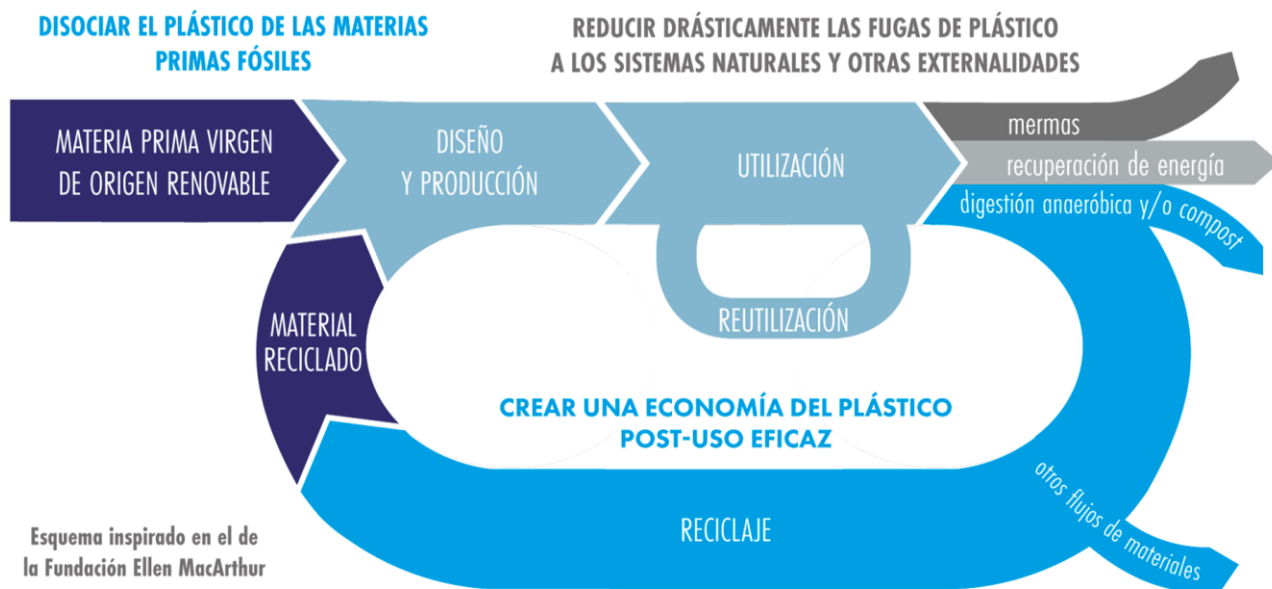 DISOCIAR EL PLÁSTICO DE LAS MATERIAS
PRIMAS FÓSILES
REDUCIR DRÁSTICAMENTE LAS FUGAS DE PLÁSTICO
A LOS SISTEMAS NATURALES Y OTRAS EXTERNALIDADES
MATERIA PRIMA VIRGEN
DE ORIGEN RENOVABLE
DISEÑO
Y PRODUCCIÓN
UTILIZACIÓN
mermas
recuperación de energía
digestión anaeróbica y/o compost
REUTILIZACIÓN
MATERIAL
RECICLADO
CREAR UNA ECONOMÍA DEL PLÁSTICO
POST-USO EFICAZ
otros flujos de materiales
RECICLAJE
Esquema inspirado en el de
la Fundación Ellen MacArthur